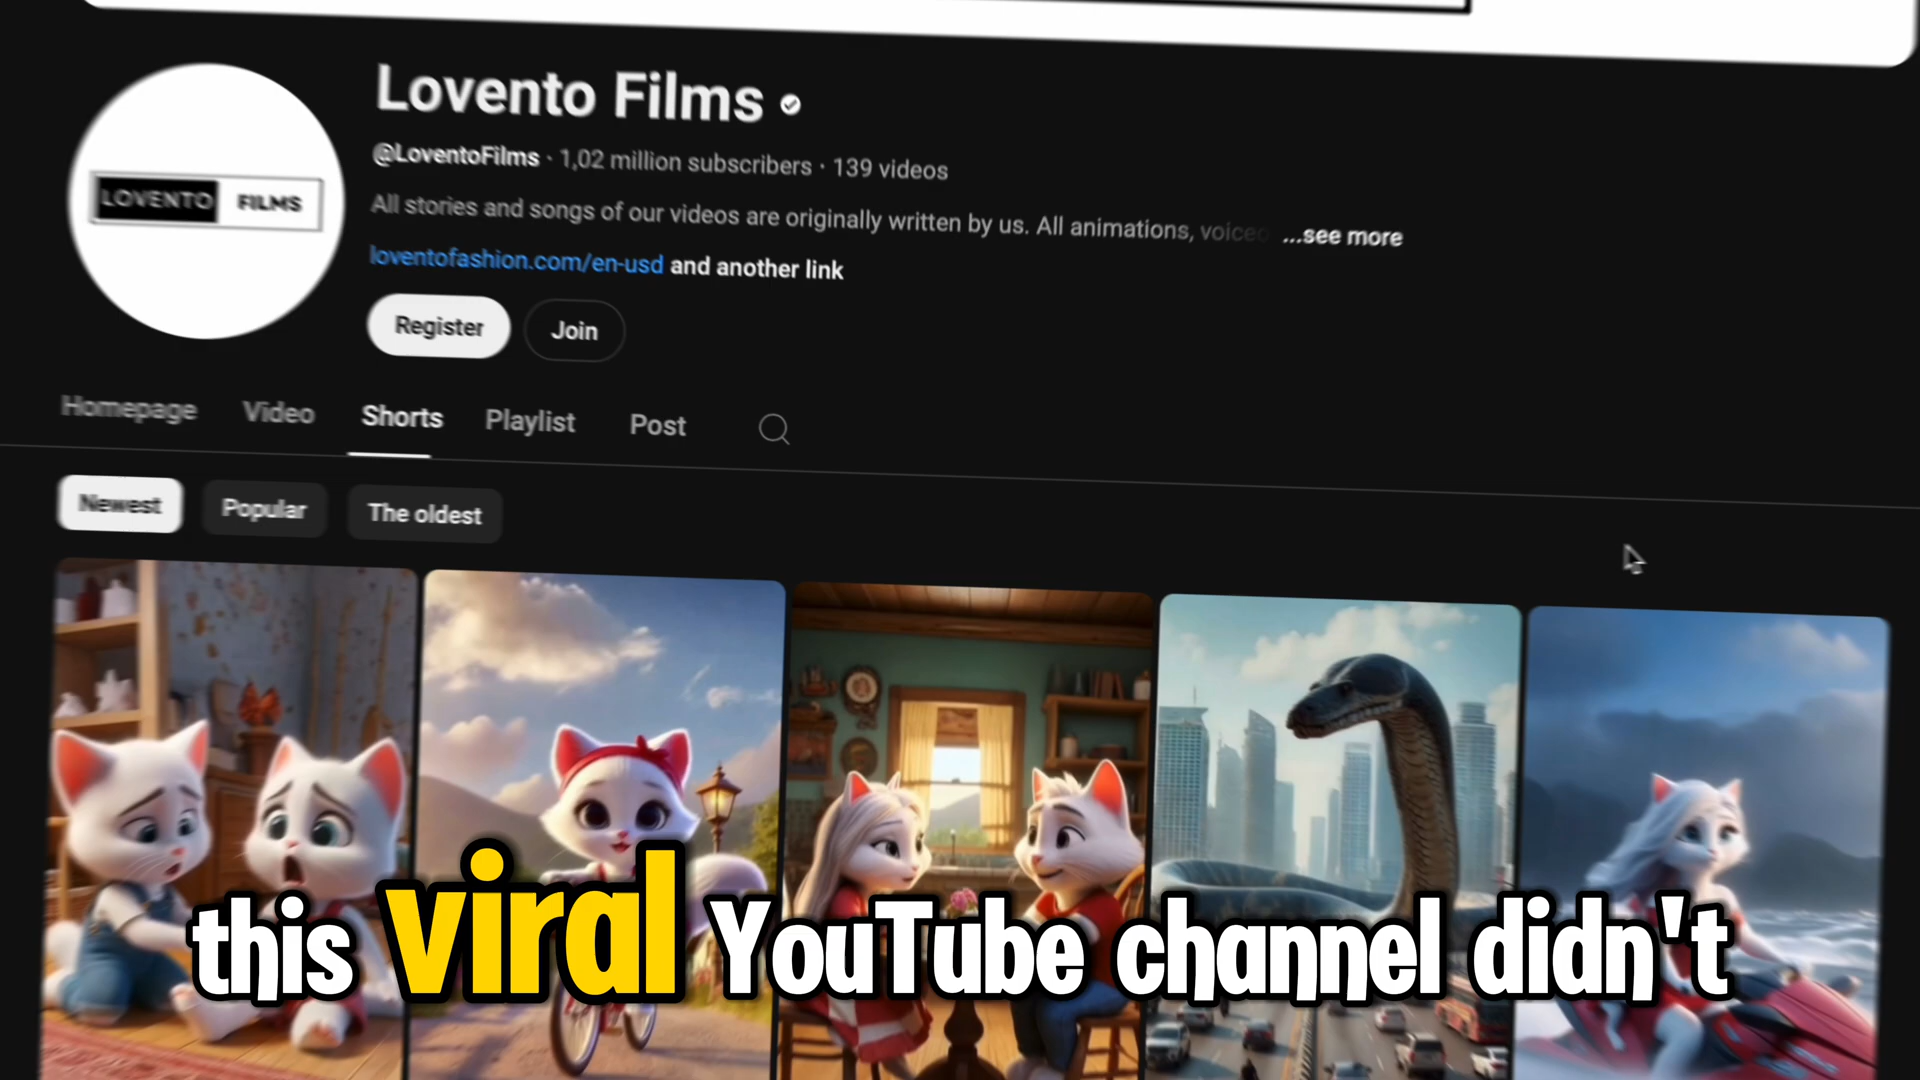 Lovento Films
@LoventoFilms · 1,02 million subscribers · 139 videos
LOVENTO FILMS
All stories and songs of our videos are originally written by us. All animations, voiceo ...see more
loventofashion.com/en-usd and another link
Register Join
Homepage Video Shorts Playlist Post
Newest Popular The oldest
this viral YouTube channel didn't